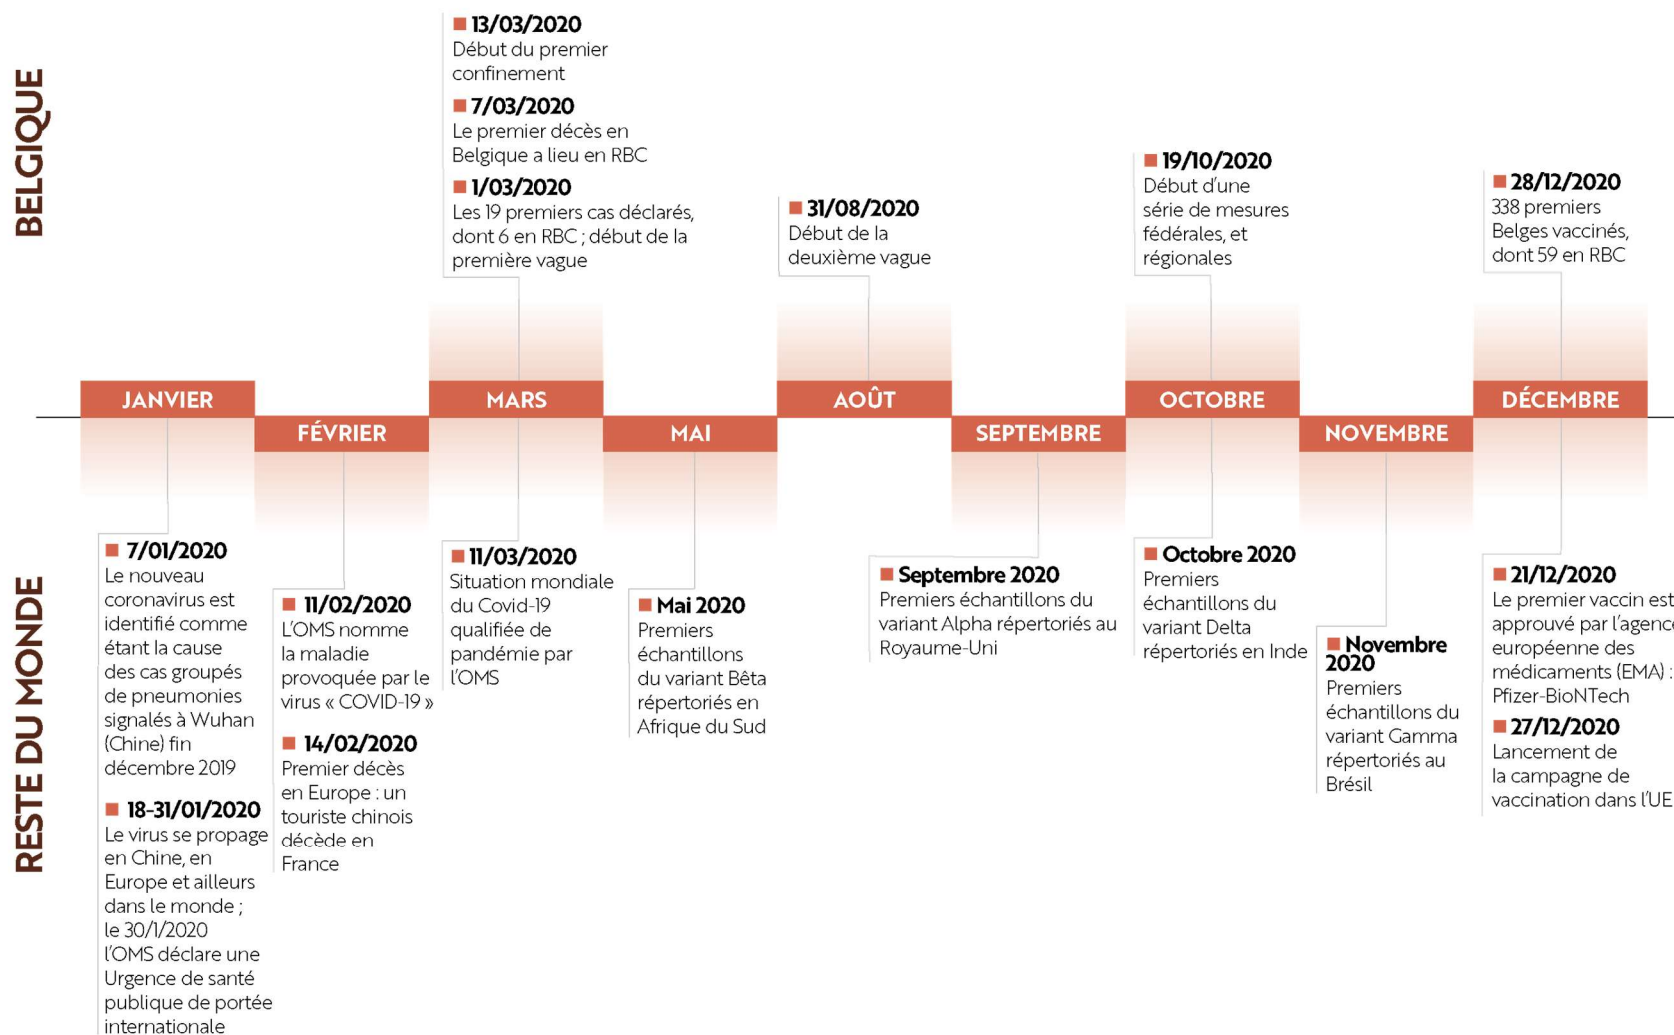 BELGIQUE
13/03/2020
Début du premier
confinement
7/03/2020
Le premier décès en
Belgique a lieu en RBC
1/03/2020
Les 19 premiers cas déclarés,
dont 6 en RBC ; début de la
première vague
31/08/2020
Début de la
deuxième vague
19/10/2020
Début d'une
série de mesures
fédérales, et
régionales
28/12/2020
338 premiers
Belges vaccinés,
dont 59 en RBC
JANVIER
FÉVRIER
MARS
MAI
AOÛT
SEPTEMBRE
OCTOBRE
NOVEMBRE
DÉCEMBRE
RESTE DU MONDE
7/01/2020
Le nouveau
coronavirus est
identifié comme
étant la cause
des cas groupés
de pneumonies
signalés à Wuhan
(Chine) fin
décembre 2019
18-31/01/2020
Le virus se propage
en Chine, en
Europe et ailleurs
dans le monde ;
le 30/1/2020
l'OMS déclare une
Urgence de santé
publique de portée
internationale
11/02/2020
L'OMS nomme
la maladie
provoquée par le
virus « COVID-19 »
14/02/2020
Premier décès
en Europe : un
touriste chinois
décède en
France
11/03/2020
Situation mondiale
du Covid-19
qualifiée de
pandémie par
l'OMS
Mai 2020
Premiers
échantillons
du variant Bêta
répertoriés en
Afrique du Sud
Septembre 2020
Premiers échantillons du
variant Alpha répertoriés au
Royaume-Uni
Octobre 2020
Premiers
échantillons du
variant Delta
répertoriés en Inde
Novembre
2020
Premiers
échantillons du
variant Gamma
répertoriés au
Brésil
21/12/2020
Le premier vaccin est
approuvé par l'agence
européenne des
médicaments (EMA) :
Pfizer-BioNTech
27/12/2020
Lancement de
la campagne de
vaccination dans l'UE